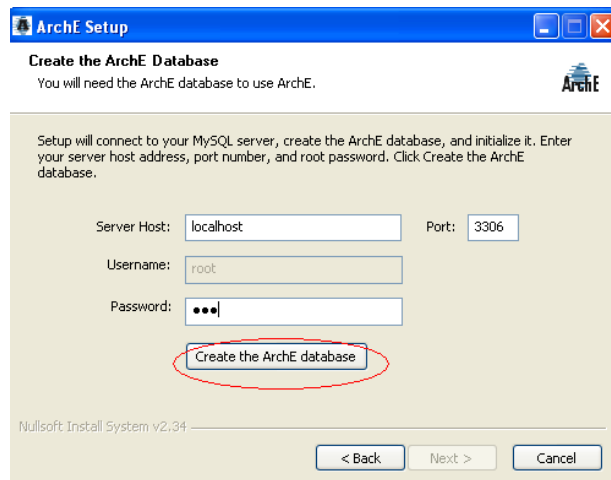 ArchE Setup
Create the ArchE Database
You will need the ArchE database to use ArchE.
ArchE
Setup will connect to your MySQL server, create the ArchE database, and initialize it. Enter
your server host address, port number, and root password. Click Create the ArchE
database.
Server Host: localhost Port: 3306
Username: root
Password: ●●●
Create the ArchE database
Nullsoft Install System v2.34
< Back Next > Cancel